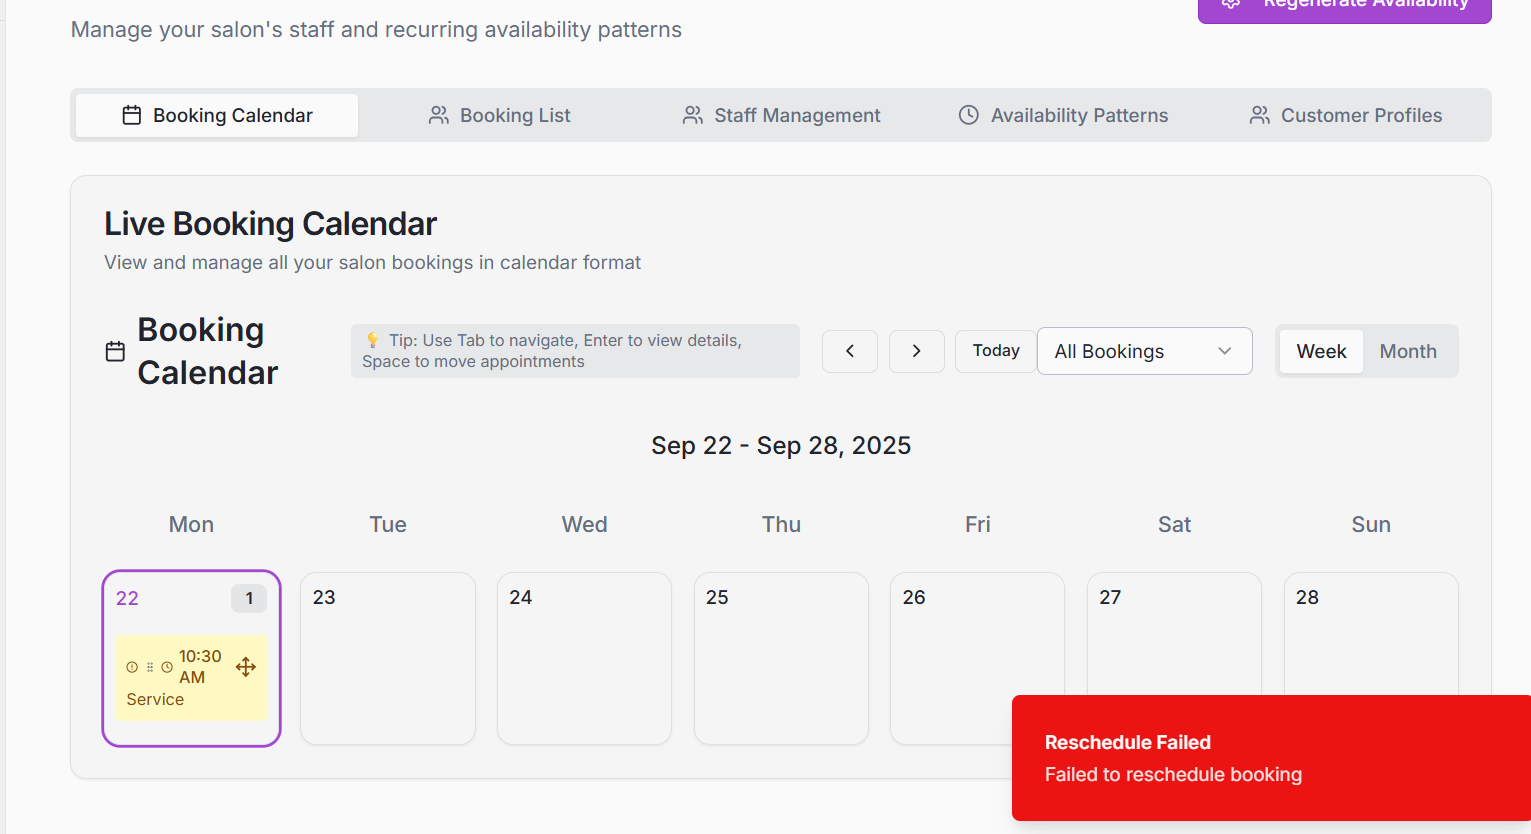 Regenerate Availability
Manage your salon's staff and recurring availability patterns
Booking Calendar
Booking List
Staff Management
Availability Patterns
Customer Profiles
Live Booking Calendar
View and manage all your salon bookings in calendar format
Booking
Calendar
💡 Tip: Use Tab to navigate, Enter to view details,
Space to move appointments
Today
All Bookings
Week
Month
Sep 22 - Sep 28, 2025
Mon
Tue
Wed
Thu
Fri
Sat
Sun
22
1
10:30
AM
Service
23
24
25
26
27
28
Reschedule Failed
Failed to reschedule booking